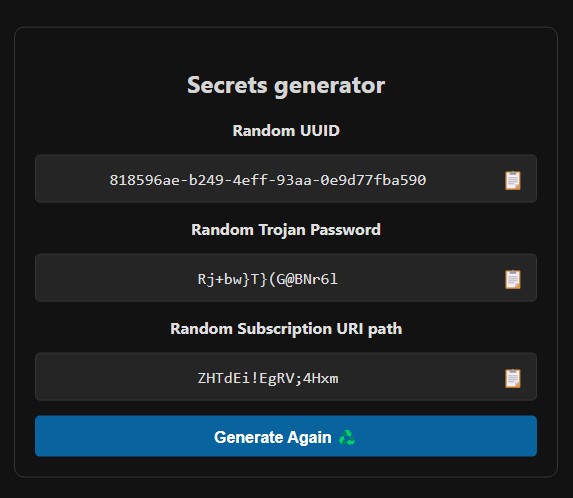 Secrets generator
Random UUID
818596ae-b249-4eff-93aa-0e9d77fba590
Random Trojan Password
Rj+bw}T}(G@BNr6l
Random Subscription URI path
ZHTdEi!EgRV;4Hxm
Generate Again